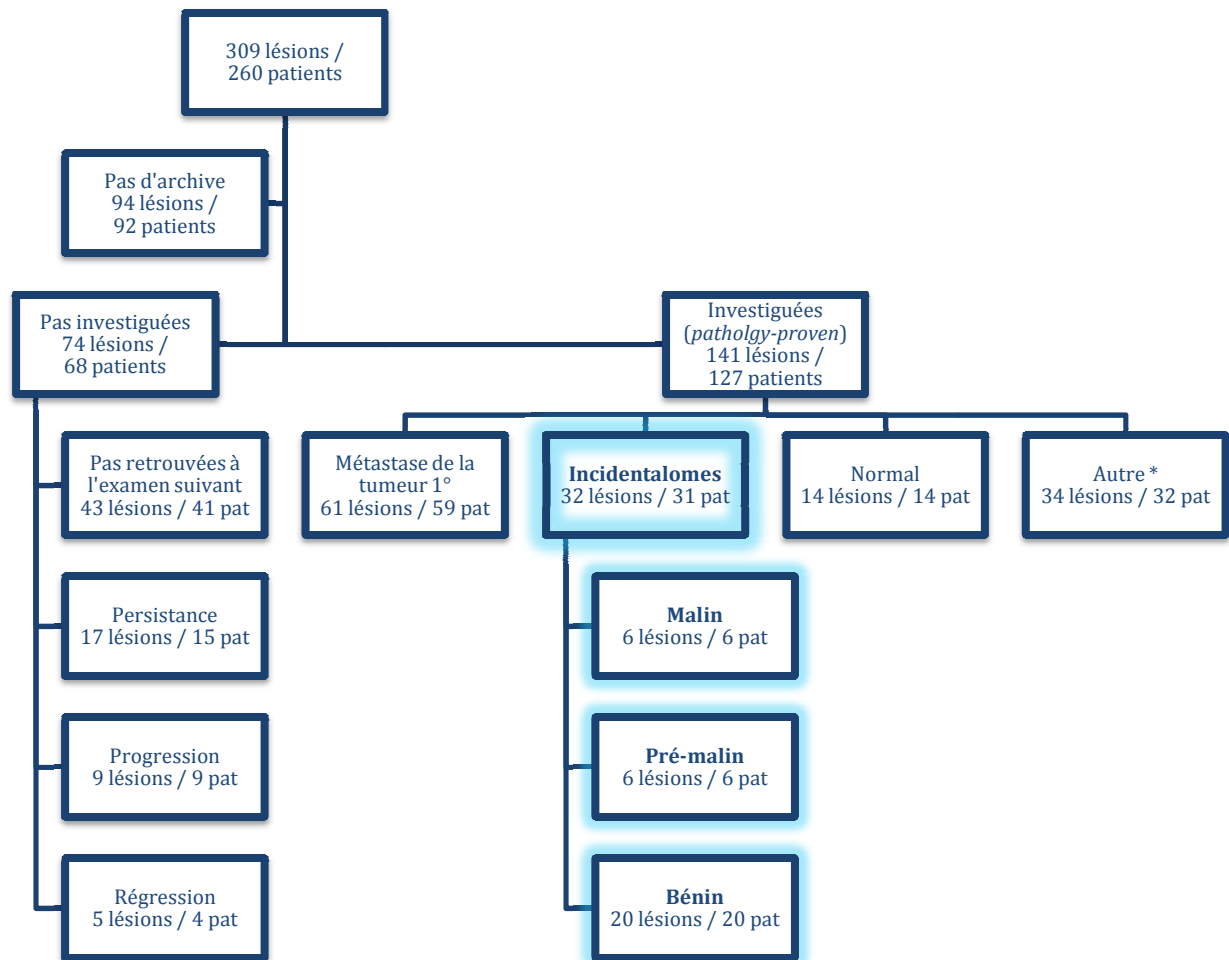 309 lésions /
260 patients
Pas d'archive
94 lésions /
92 patients
Pas investiguées
74 lésions /
68 patients
Investiguées
(patholgy-proven)
141 lésions /
127 patients
Pas retrouvées à
l'examen suivant
43 lésions / 41 pat
Métastase de la
tumeur 1°
61 lésions / 59 pat
Incidentalomes
32 lésions / 31 pat
Normal
14 lésions / 14 pat
Autre *
34 lésions / 32 pat
Persistance
17 lésions / 15 pat
Malin
6 lésions / 6 pat
Progression
9 lésions / 9 pat
Pré-malin
6 lésions / 6 pat
Régression
5 lésions / 4 pat
Bénin
20 lésions / 20 pat